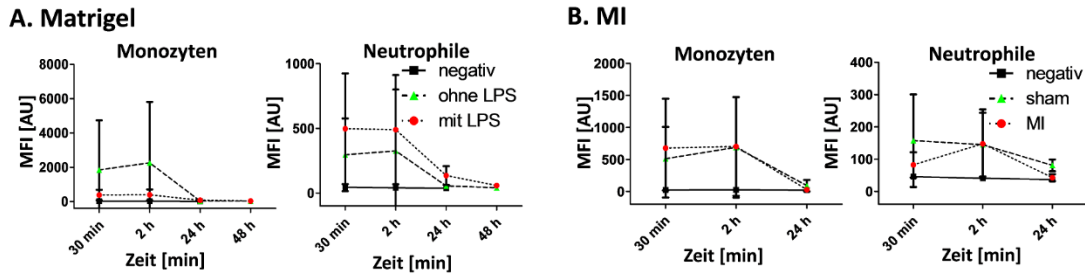 A. Matrigel
Monozyten
MFI [AU]
8000
6000
4000
2000
0
30 min
2 h
24 h
48 h
Zeit [min]
Neutrophile
negativ
ohne LPS
mit LPS
MFI [AU]
1000
500
0
30 min
2 h
24 h
48 h
Zeit [min]
B. MI
Monozyten
MFI [AU]
2000
1500
1000
500
0
30 min
2 h
24 h
Zeit [min]
Neutrophile
negativ
sham
MI
MFI [AU]
400
300
200
100
0
30 min
2 h
24 h
Zeit [min]